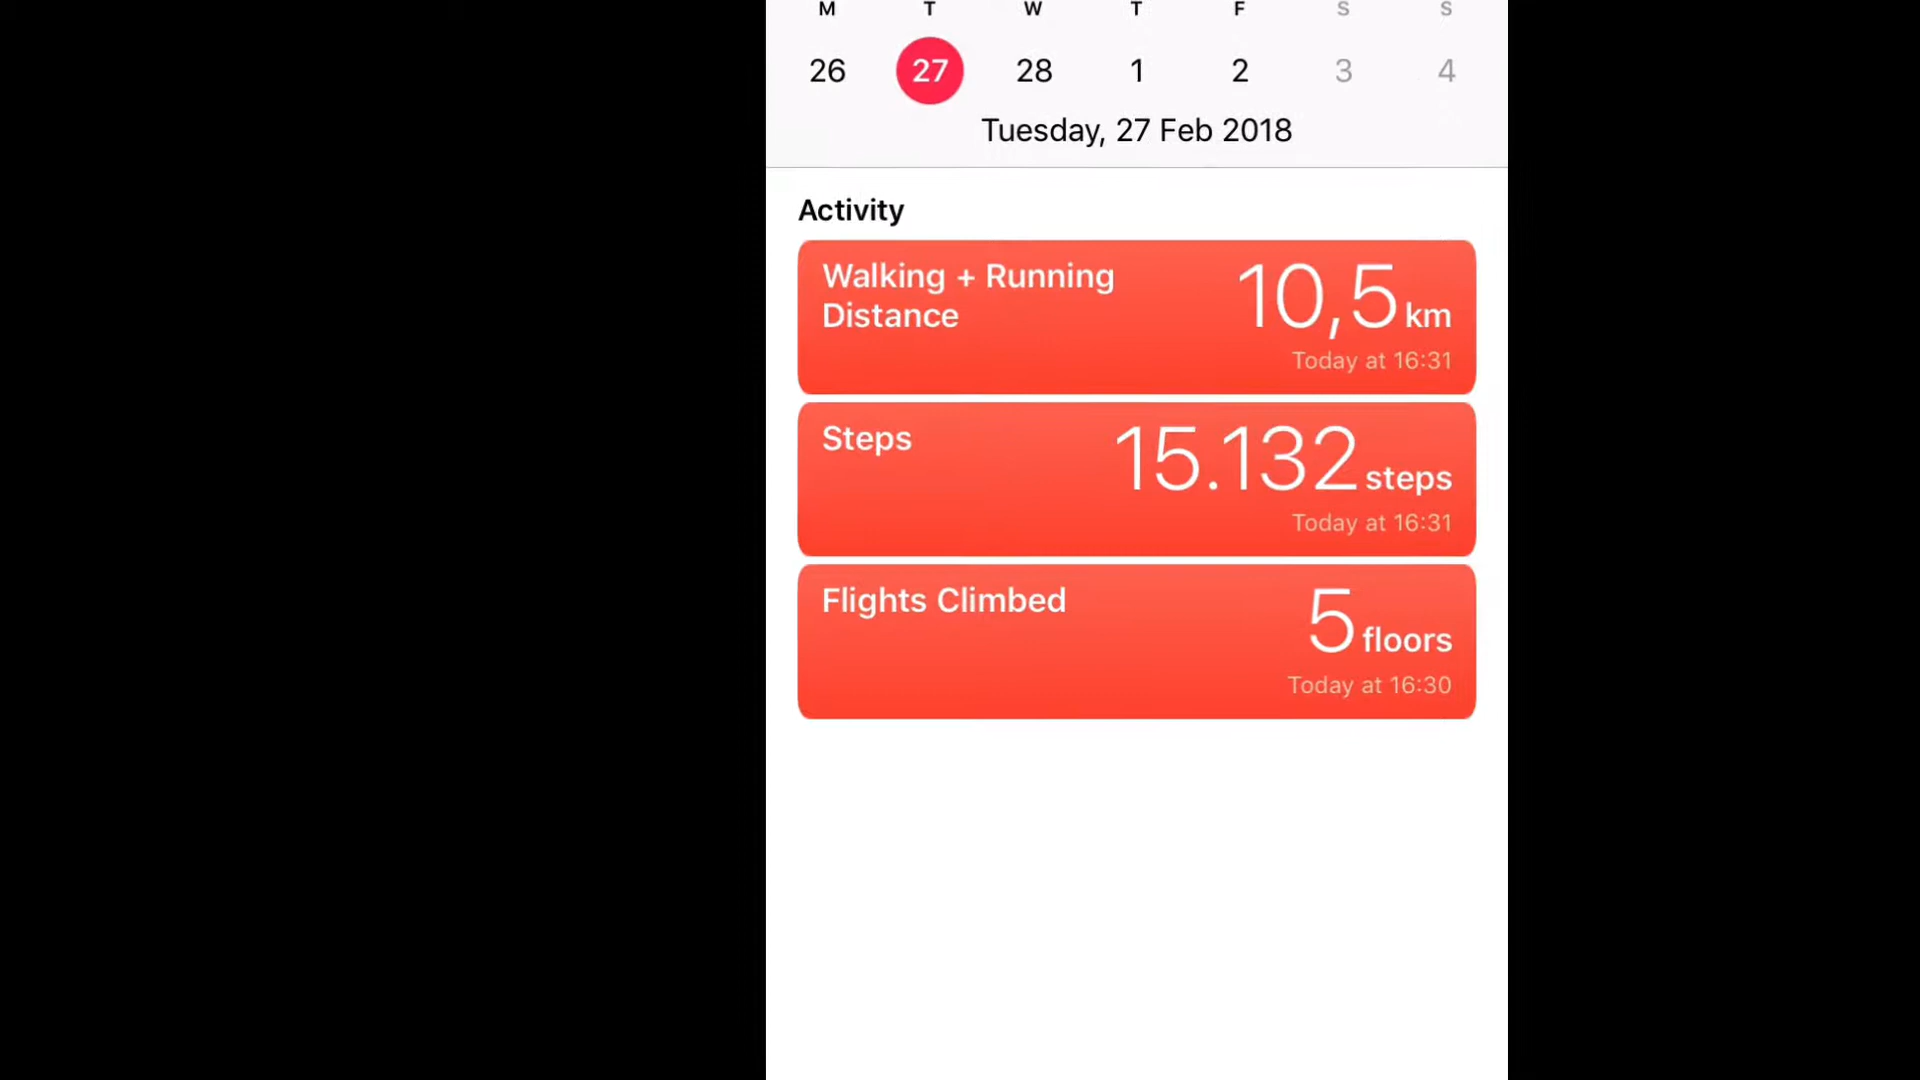 M T W T F S S
26 27 28 1 2 3 4
Tuesday, 27 Feb 2018
Activity
Walking + Running
Distance
10,5 km
Today at 16:31
Steps
15.132 steps
Today at 16:31
Flights Climbed
5 floors
Today at 16:30